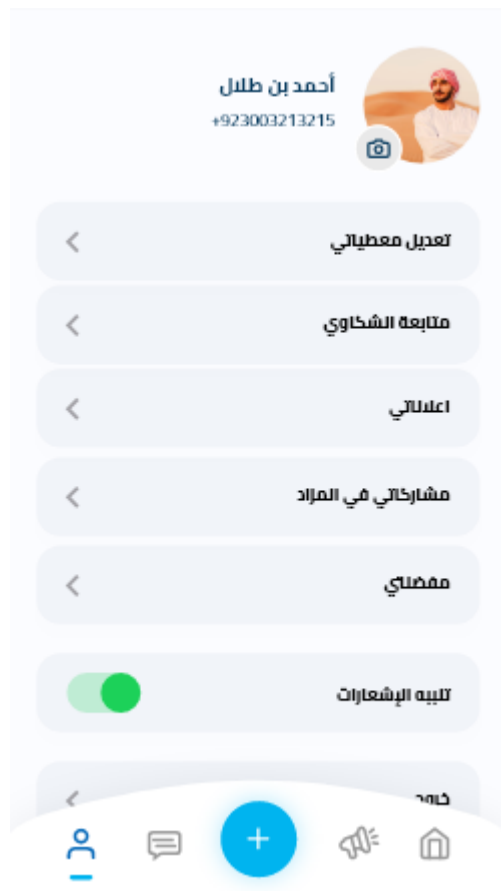 أحمد بن طلال
+923003213215
تعديل معطياتي
متابعة الشكاوي
اعلاناتي
مشاركاتي في المزاد
مفضلتي
تنبيه الإشعارات